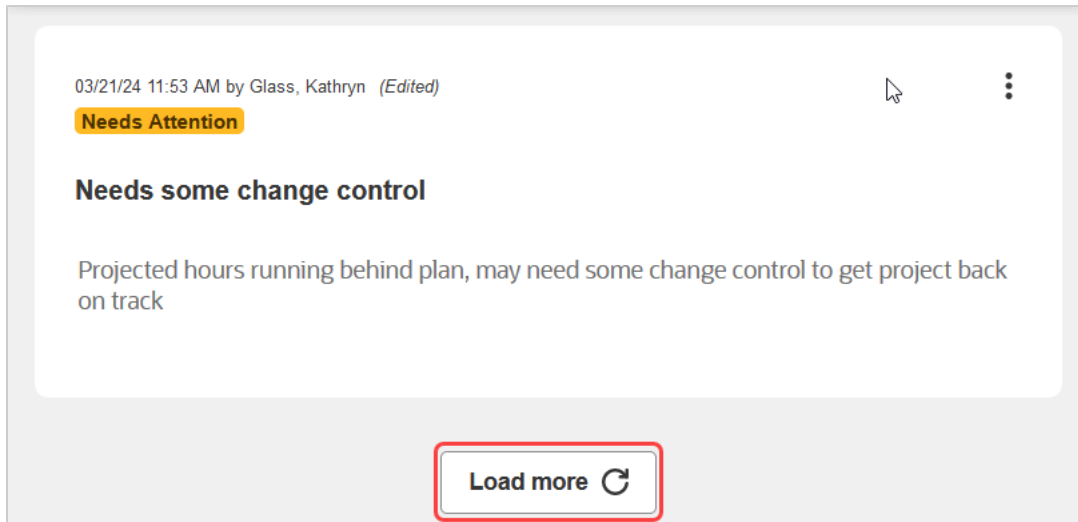 03/21/24 11:53 AM by Glass, Kathryn (Edited)
Needs Attention
Needs some change control
Projected hours running behind plan, may need some change control to get project back
on track
Load more